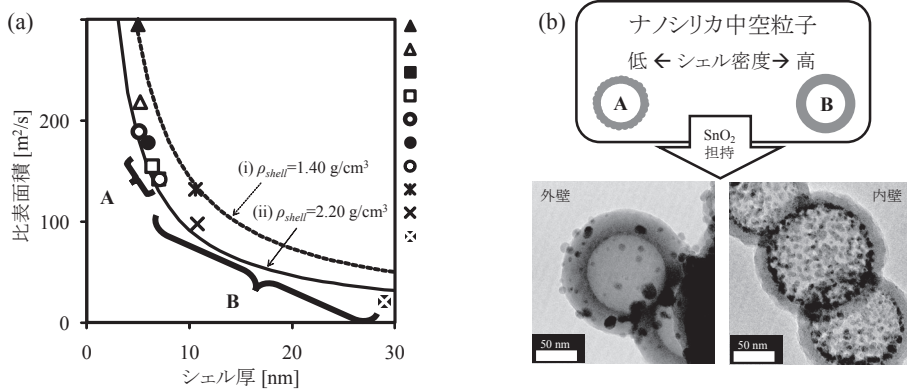 (a)
比表面積 [m²/s]
200
100
0
0
10
20
30
シェル厚 [nm]
(i) ρshell=1.40 g/cm³
(ii) ρshell=2.20 g/cm³
A
B
(b)
ナノシリカ中空粒子
低 ← シェル密度→ 高
A
B
SnO₂
担持
外壁
内壁
50 nm
50 nm